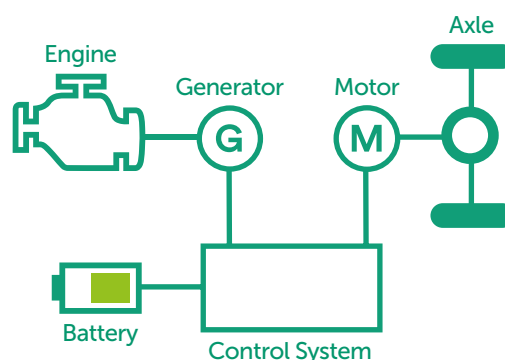 Axle
Engine
Generator
Motor
G
M
Battery
Control System